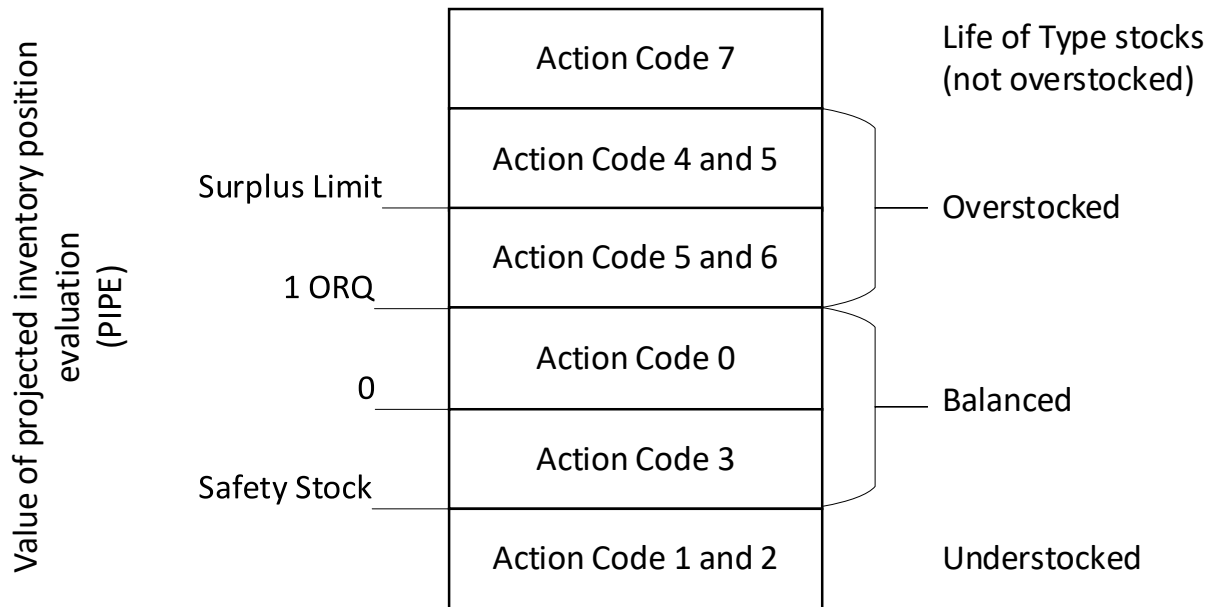 Value of projected inventory position
evaluation
(PIPE)
Action Code 7
Life of Type stocks
(not overstocked)
Action Code 4 and 5
Surplus Limit
Overstocked
Action Code 5 and 6
1 ORQ
Action Code 0
0
Balanced
Action Code 3
Safety Stock
Action Code 1 and 2
Understocked